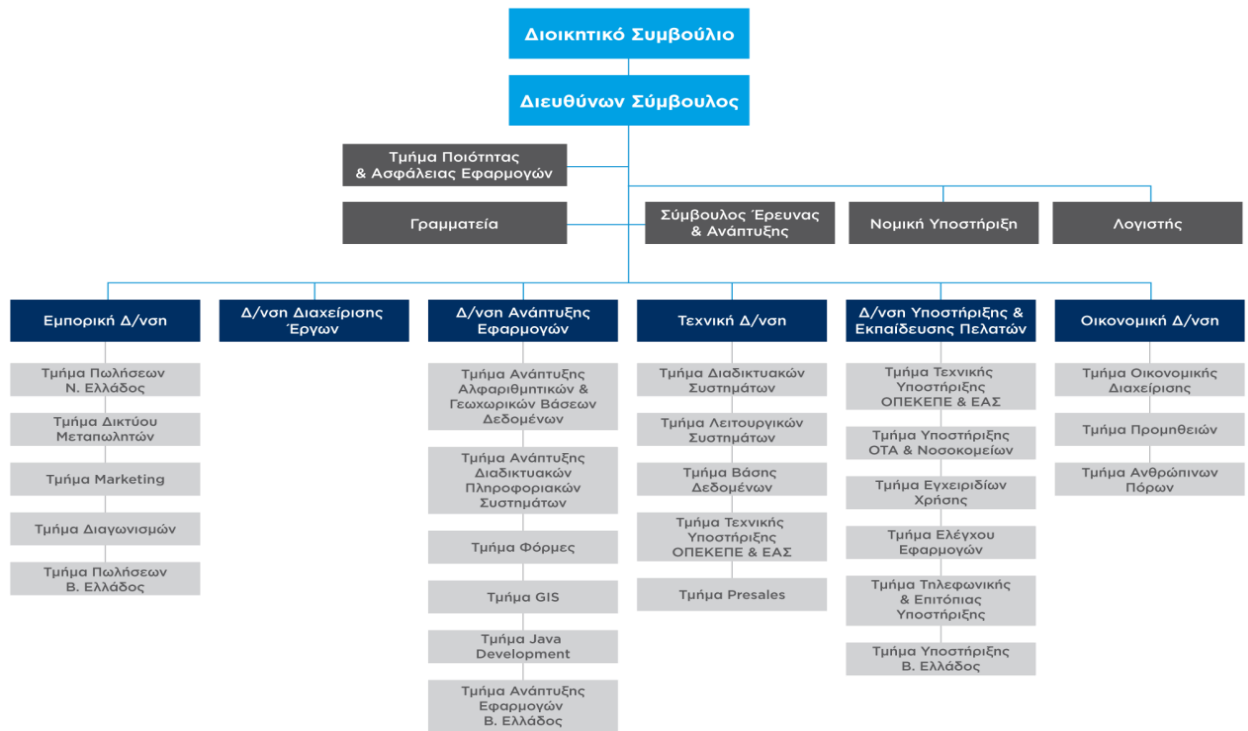 Διοικητικό Συμβούλιο
Διευθύνων Σύμβουλος
Τμήμα Ποιότητας
& Ασφάλειας Εφαρμογών
Γραμματεία
Σύμβουλος Έρευνας
& Ανάπτυξης
Νομική Υποστήριξη
Λογιστής
Εμπορική Δ/νση
Τμήμα Πωλήσεων
Ν. Ελλάδος
Τμήμα Δικτύου
Μεταπωλητών
Τμήμα Marketing
Τμήμα Διαγωνισμών
Τμήμα Πωλήσεων
Β. Ελλάδος
Δ/νση Διαχείρισης
Έργων
Δ/νση Ανάπτυξης
Εφαρμογών
Τμήμα Ανάπτυξης
Αλφαριθμητικών &
Γεωχωρικών Βάσεων
Δεδομένων
Τμήμα Ανάπτυξης
Διαδικτυακών
Πληροφοριακών
Συστημάτων
Τμήμα Φόρμες
Τμήμα GIS
Τμήμα Java
Development
Τμήμα Ανάπτυξης
Εφαρμογών
Β. Ελλάδος
Τεχνική Δ/νση
Τμήμα Διαδικτυακών
Συστημάτων
Τμήμα Λειτουργικών
Συστημάτων
Τμήμα Βάσης
Δεδομένων
Τμήμα Τεχνικής
Υποστήριξης
ΟΠΕΚΕΠΕ & ΕΑΣ
Τμήμα Presales
Δ/νση Υποστήριξης &
Εκπαίδευσης Πελατών
Τμήμα Τεχνικής
Υποστήριξης
ΟΠΕΚΕΠΕ & ΕΑΣ
Τμήμα Υποστήριξης
ΟΤΑ & Νοσοκομείων
Τμήμα Εγχειριδίων
Χρήσης
Τμήμα Ελέγχου
Εφαρμογών
Τμήμα Τηλεφωνικής
& Επιτόπιας
Υποστήριξης
Τμήμα Υποστήριξης
Β. Ελλάδος
Οικονομική Δ/νση
Τμήμα Οικονομικής
Διαχείρισης
Τμήμα Προμηθειών
Τμήμα Ανθρώπινων
Πόρων